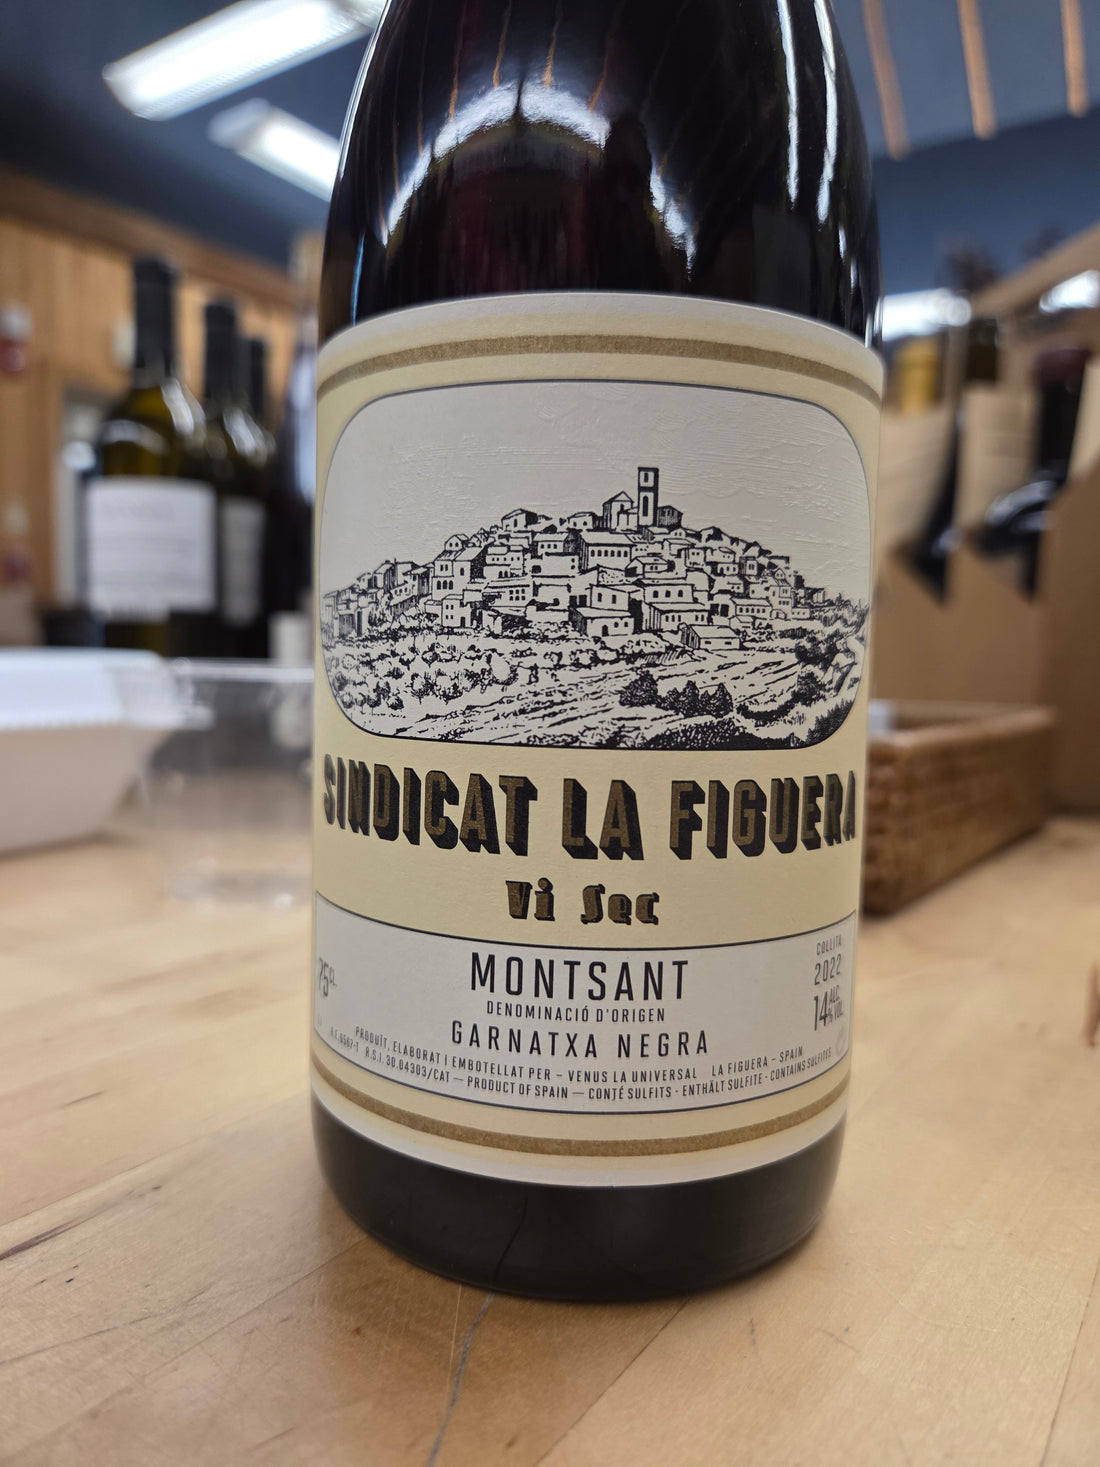 SINDICAT LA FIGUERA
Vi Sec
75cl.
MONTSANT
DENOMINACIÓ D'ORIGEN
GARNATXA NEGRA
COLLITA
2022
14% ALC. VOL.
PRODUÏT, ELABORAT I EMBOTELLAT PER – VENUS LA UNIVERSAL LA FIGUERA – SPAIN
R.S.I. 30.04303/CAT — PRODUCT OF SPAIN — CONTÉ SULFITS - ENTHÄLT SULFITE - CONTAINS SULFITES